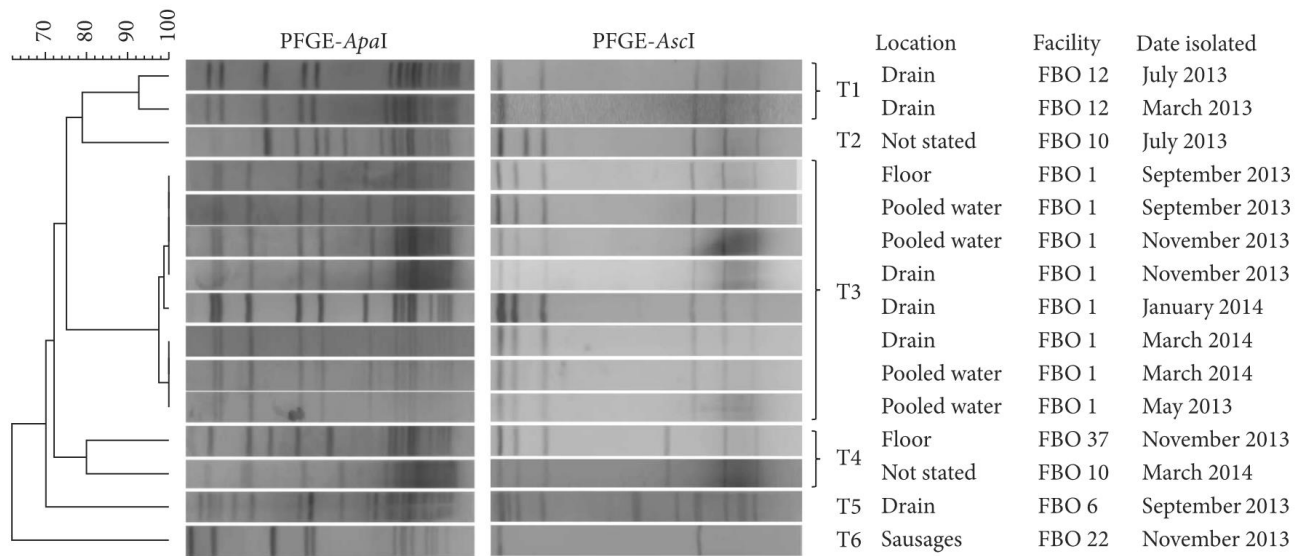 70 80 90 100
PFGE-ApaI PFGE-AscI Location Facility Date isolated
T1 Drain FBO 12 July 2013
Drain FBO 12 March 2013
T2 Not stated FBO 10 July 2013
T3 Floor FBO 1 September 2013
Pooled water FBO 1 September 2013
Pooled water FBO 1 November 2013
Drain FBO 1 November 2013
Drain FBO 1 January 2014
Drain FBO 1 March 2014
Pooled water FBO 1 March 2014
Pooled water FBO 1 May 2013
T4 Floor FBO 37 November 2013
Not stated FBO 10 March 2014
T5 Drain FBO 6 September 2013
T6 Sausages FBO 22 November 2013